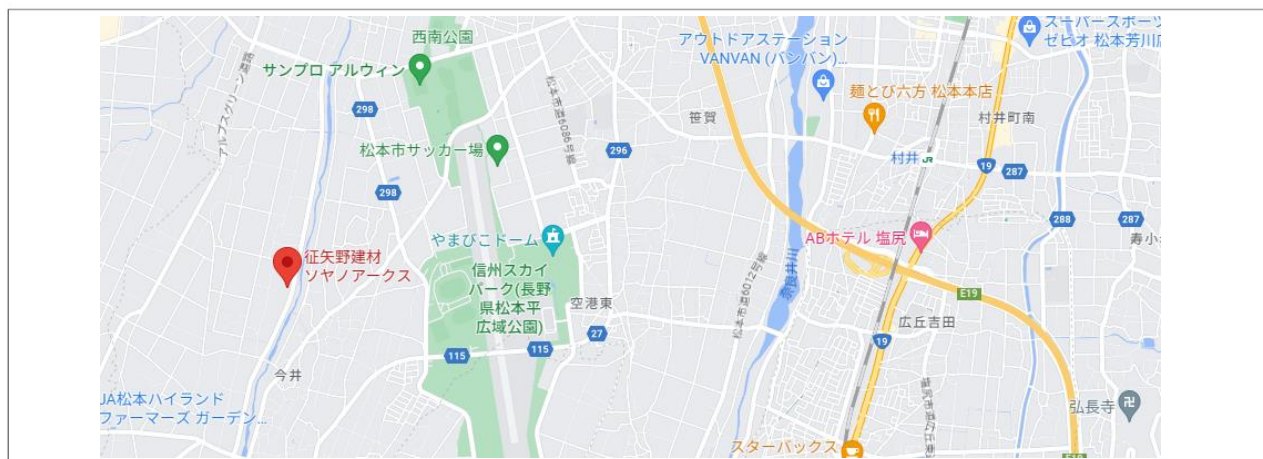 西南公園
サンプロ アルウィン
アルプスグリーン道路
298
松本市道6086号線
松本市サッカー場
296
298
征矢野建材
ソヤノアークス
やまびこドーム
信州スカイ
パーク(長野
県松本平
広域公園)
空港東
27
115
115
今井
JA松本ハイランド
ファーマーズ ガーデン...
アウトドアステーション
VANVAN (バンバン)...
スーパースポーツ
ゼビオ 松本芳川
麺とび六方 松本本店
笹賀
村井町南
村井 JR
19
287
288
287
寿小
ABホテル 塩尻
奈良井川
松本市道6012号線
E19
広丘吉田
19
弘長寺
スターバックス
E19